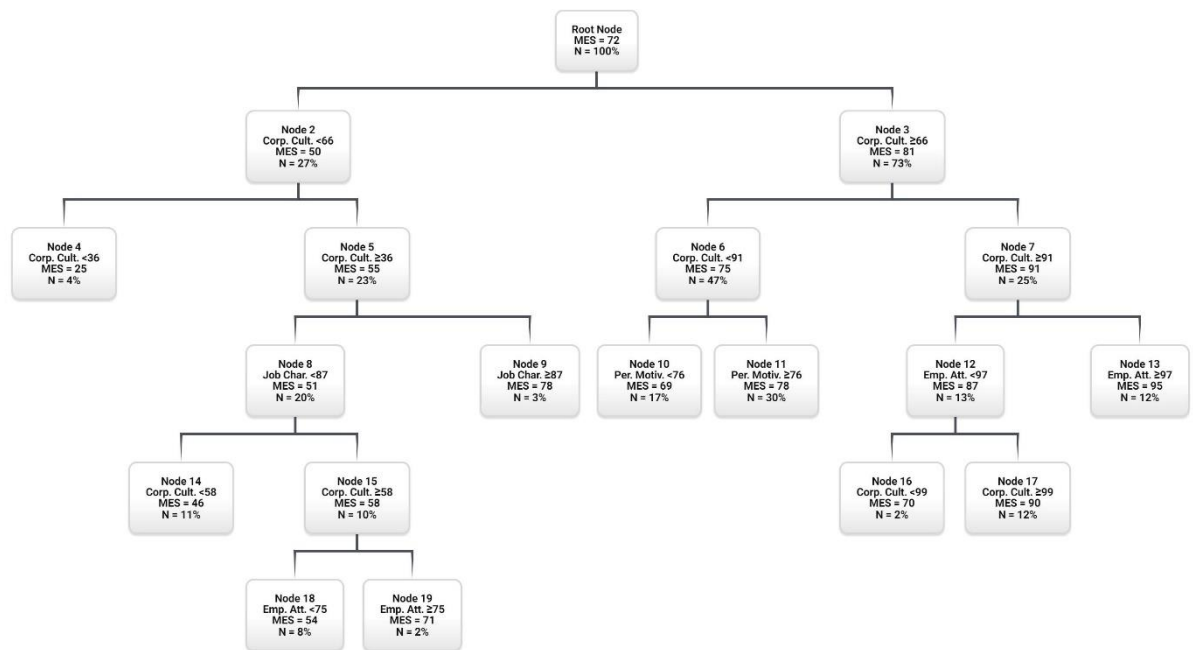 Root Node
MES = 72
N = 100%
Node 2
Corp. Cult. <66
MES = 50
N = 27%
Node 3
Corp. Cult. ≥66
MES = 81
N = 73%
Node 4
Corp. Cult. <36
MES = 25
N = 4%
Node 5
Corp. Cult. ≥36
MES = 55
N = 23%
Node 6
Corp. Cult. <91
MES = 75
N = 47%
Node 7
Corp. Cult. ≥91
MES = 91
N = 25%
Node 8
Job Char. <87
MES = 51
N = 20%
Node 9
Job Char. ≥87
MES = 78
N = 3%
Node 10
Per. Motiv. <76
MES = 69
N = 17%
Node 11
Per. Motiv. ≥76
MES = 78
N = 30%
Node 12
Emp. Att. <97
MES = 87
N = 13%
Node 13
Emp. Att. ≥97
MES = 95
N = 12%
Node 14
Corp. Cult. <58
MES = 46
N = 11%
Node 15
Corp. Cult. ≥58
MES = 58
N = 10%
Node 16
Corp. Cult. <99
MES = 70
N = 2%
Node 17
Corp. Cult. ≥99
MES = 90
N = 12%
Node 18
Emp. Att. <75
MES = 54
N = 8%
Node 19
Emp. Att. ≥75
MES = 71
N = 2%